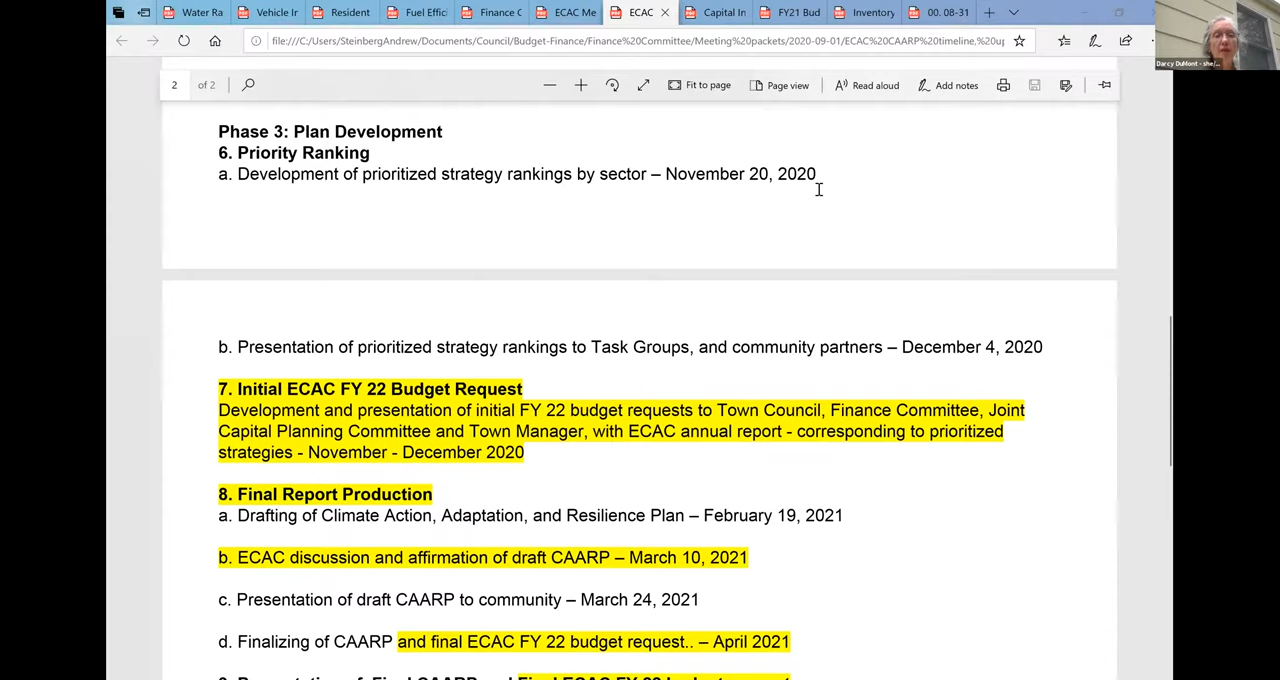 Water Ra
Vehicle Ir
Resident
Fuel Effici
Finance C
ECAC Me
ECAC
Capital In
FY21 Bud
Inventory
00. 08-31
file:///C:/Users/SteinbergAndrew/Documents/Council/Budget-Finance/Finance%20Committee/Meeting%20packets/2020-09-01/ECAC%20CAARP%20timeline,%20up
Darcy DuMont - she/...
2 of 2
Fit to page
Page view
Read aloud
Add notes
Phase 3: Plan Development
6. Priority Ranking
a. Development of prioritized strategy rankings by sector – November 20, 2020
b. Presentation of prioritized strategy rankings to Task Groups, and community partners – December 4, 2020
7. Initial ECAC FY 22 Budget Request
Development and presentation of initial FY 22 budget requests to Town Council, Finance Committee, Joint
Capital Planning Committee and Town Manager, with ECAC annual report - corresponding to prioritized
strategies - November - December 2020
8. Final Report Production
a. Drafting of Climate Action, Adaptation, and Resilience Plan – February 19, 2021
b. ECAC discussion and affirmation of draft CAARP – March 10, 2021
c. Presentation of draft CAARP to community – March 24, 2021
d. Finalizing of CAARP and final ECAC FY 22 budget request.. – April 2021